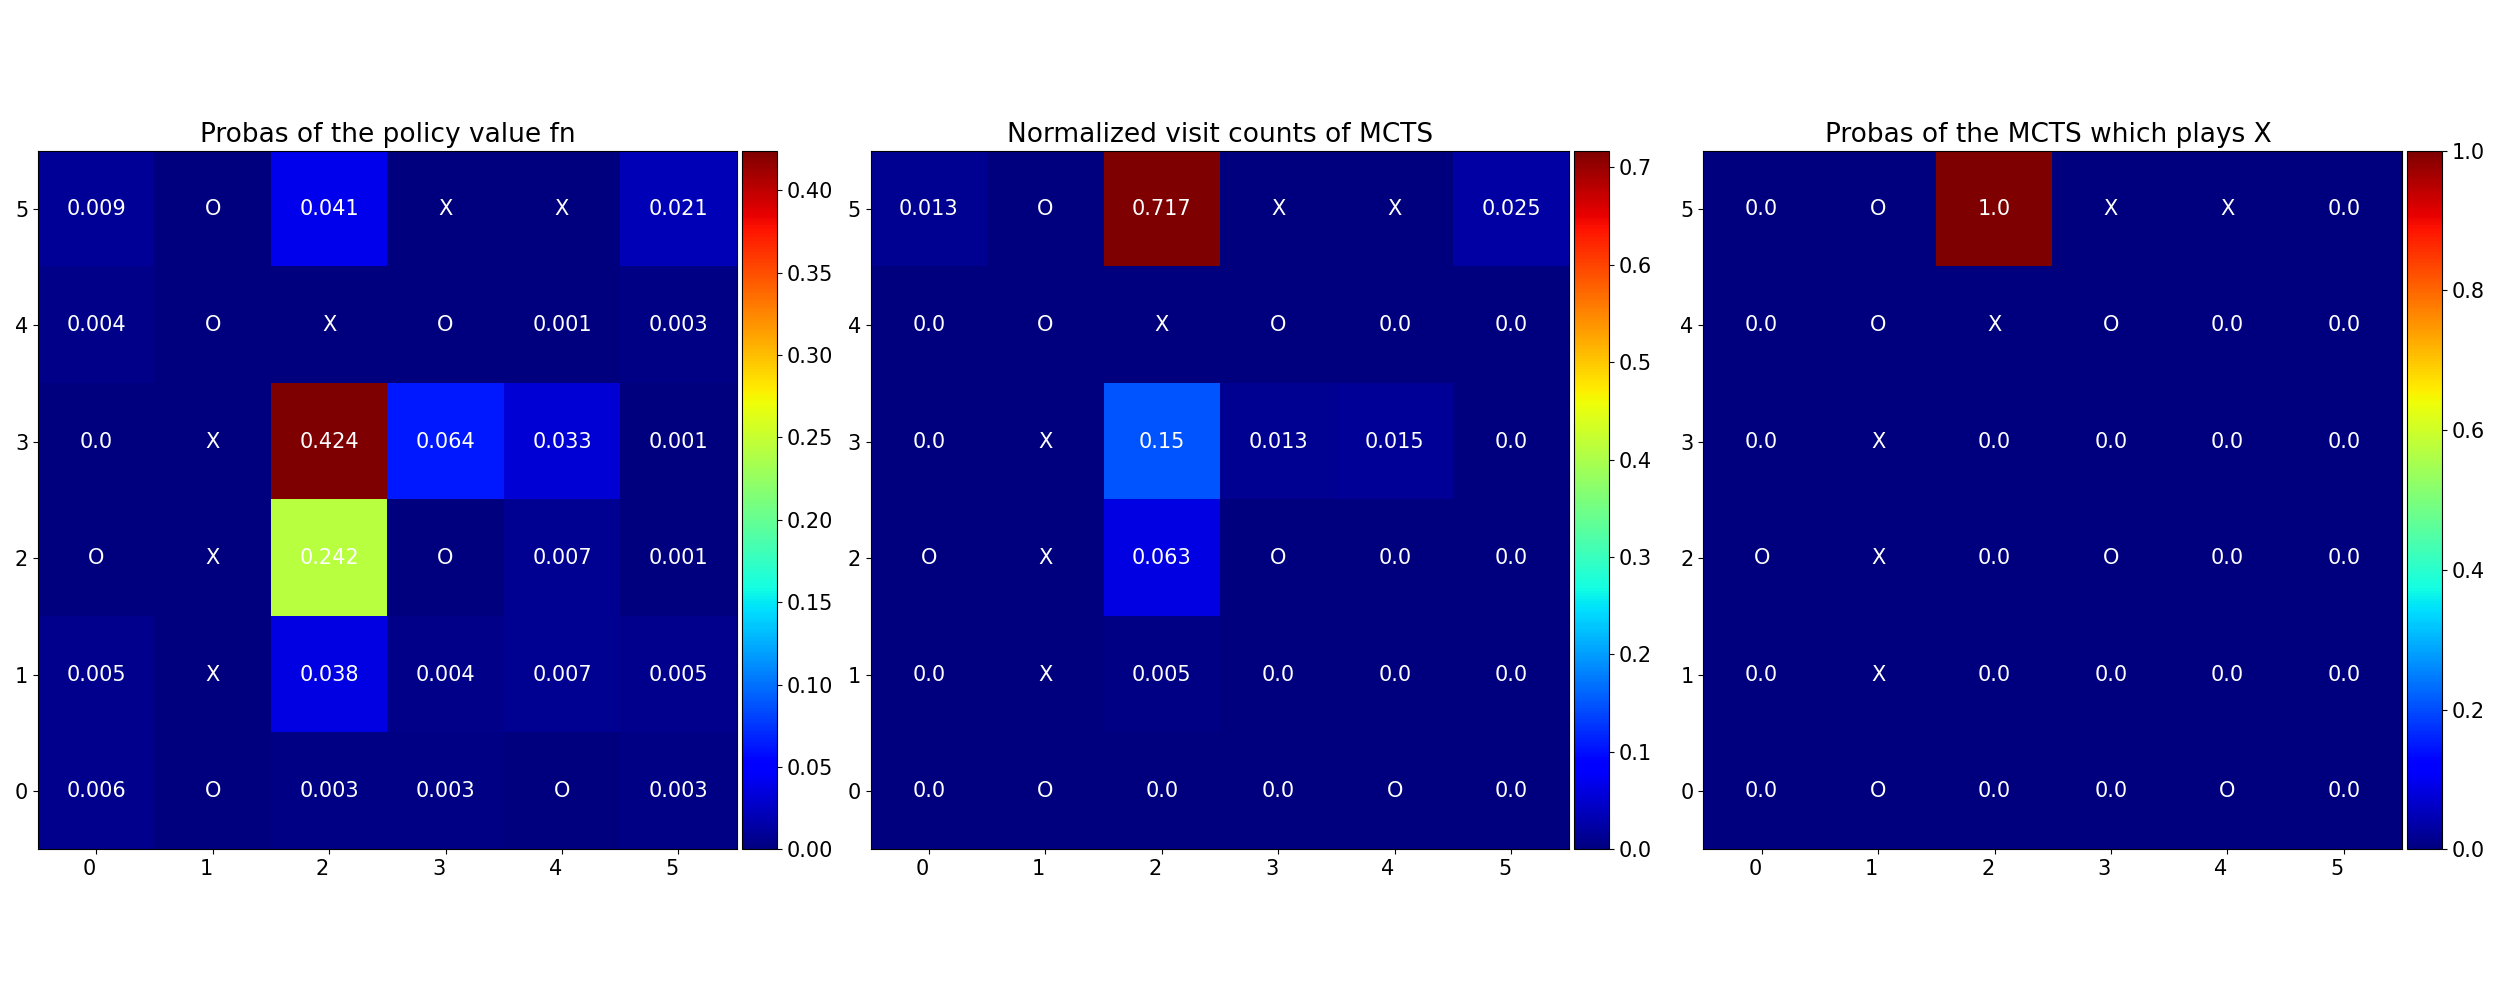 Probas of the policy value fn
5 0.009 O 0.041 X X 0.021
4 0.004 O X O 0.001 0.003
3 0.0 X 0.424 0.064 0.033 0.001
2 O X 0.242 O 0.007 0.001
1 0.005 X 0.038 0.004 0.007 0.005
0 0.006 O 0.003 0.003 O 0.003
0 1 2 3 4 5
0.40
0.35
0.30
0.25
0.20
0.15
0.10
0.05
0.00
Normalized visit counts of MCTS
5 0.013 O 0.717 X X 0.025
4 0.0 O X O 0.0 0.0
3 0.0 X 0.15 0.013 0.015 0.0
2 O X 0.063 O 0.0 0.0
1 0.0 X 0.005 0.0 0.0 0.0
0 0.0 O 0.0 0.0 O 0.0
0 1 2 3 4 5
0.7
0.6
0.5
0.4
0.3
0.2
0.1
0.0
Probas of the MCTS which plays X
5 0.0 O 1.0 X X 0.0
4 0.0 O X O 0.0 0.0
3 0.0 X 0.0 0.0 0.0 0.0
2 O X 0.0 O 0.0 0.0
1 0.0 X 0.0 0.0 0.0 0.0
0 0.0 O 0.0 0.0 O 0.0
0 1 2 3 4 5
1.0
0.8
0.6
0.4
0.2
0.0